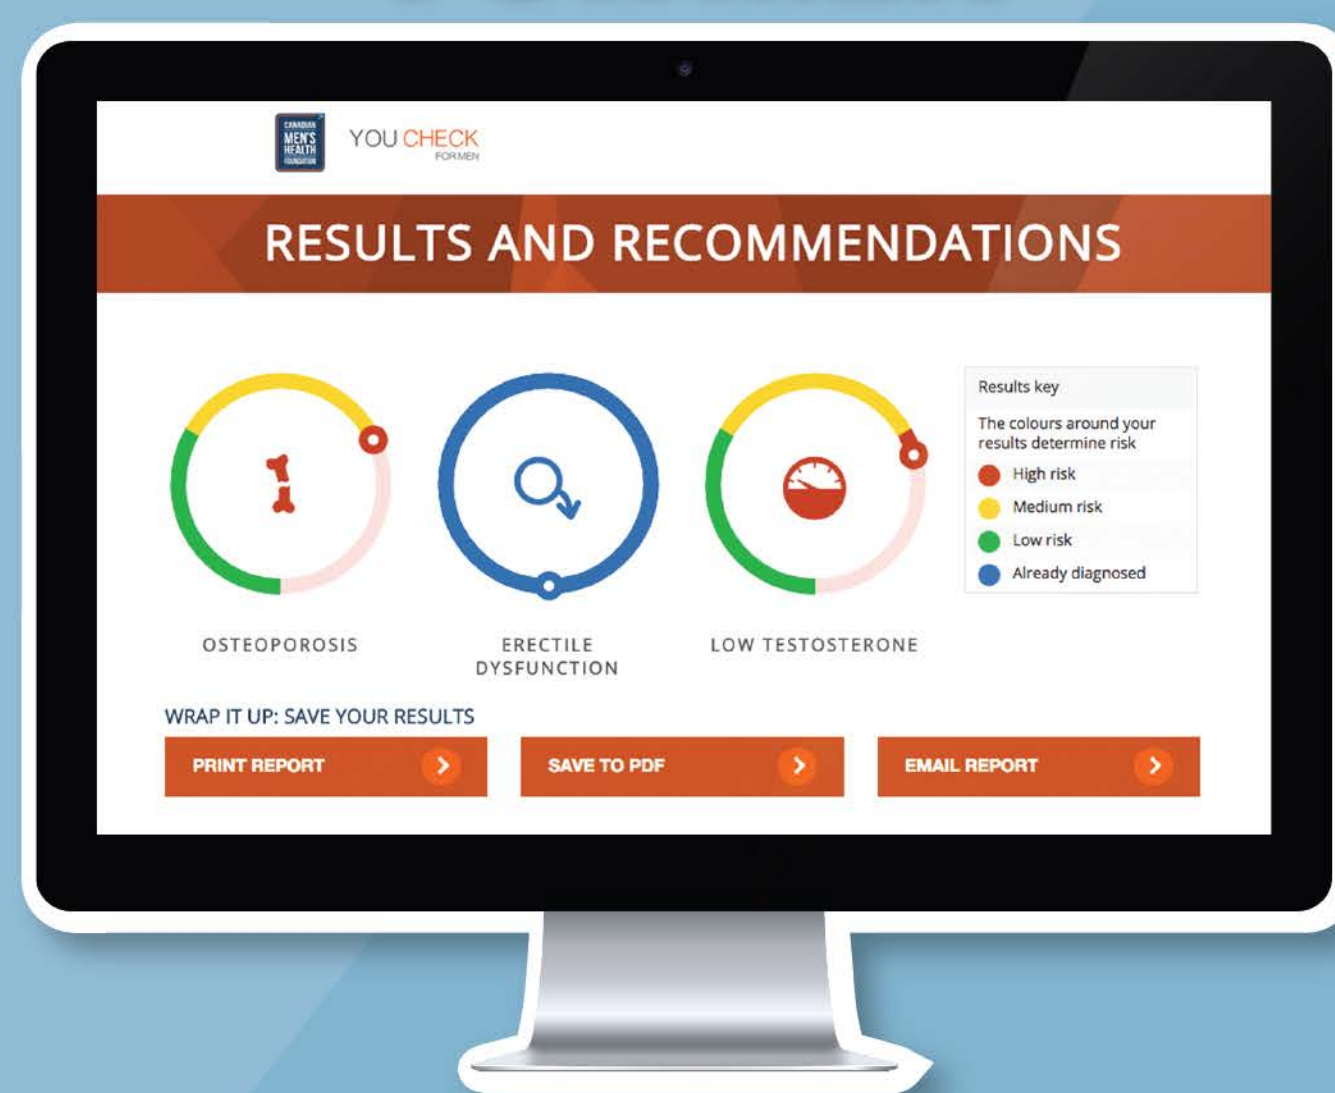 CANADIAN
MEN'S
HEALTH
FOUNDATION
YOU CHECK
FOR MEN
RESULTS AND RECOMMENDATIONS
Results key
The colours around your
results determine risk
High risk
Medium risk
Low risk
Already diagnosed
OSTEOPOROSIS
ERECTILE
DYSFUNCTION
LOW TESTOSTERONE
WRAP IT UP: SAVE YOUR RESULTS
PRINT REPORT
SAVE TO PDF
EMAIL REPORT